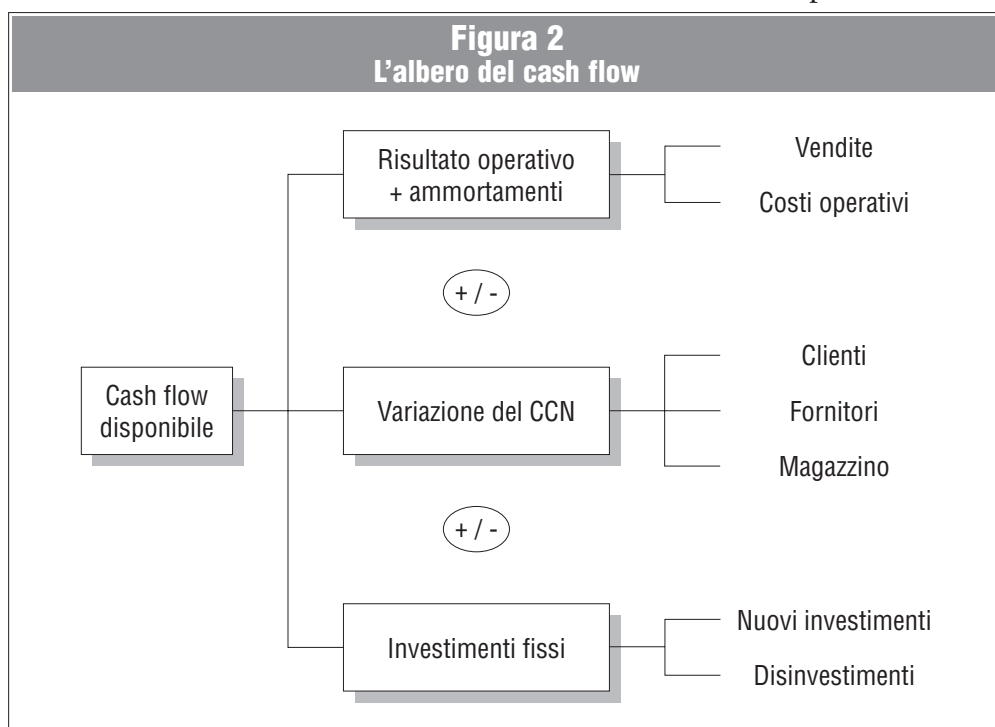 Figura 2
L'albero del cash flow
Risultato operativo
+ ammortamenti
Vendite
Costi operativi
+ / -
Cash flow
disponibile
Variazione del CCN
Clienti
Fornitori
Magazzino
+ / -
Investimenti fissi
Nuovi investimenti
Disinvestimenti